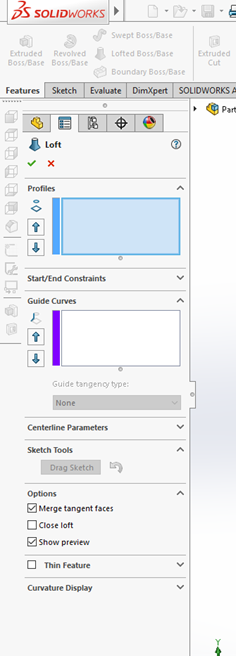 SOLIDWORKS
Extruded Boss/Base
Revolved Boss/Base
Swept Boss/Base
Lofted Boss/Base
Boundary Boss/Base
Extruded Cut
Features
Sketch
Evaluate
DimXpert
SOLIDWORKS A
Part
Loft
Profiles
Start/End Constraints
Guide Curves
Guide tangency type:
None
Centerline Parameters
Sketch Tools
Drag Sketch
Options
Merge tangent faces
Close loft
Show preview
Thin Feature
Curvature Display
Y